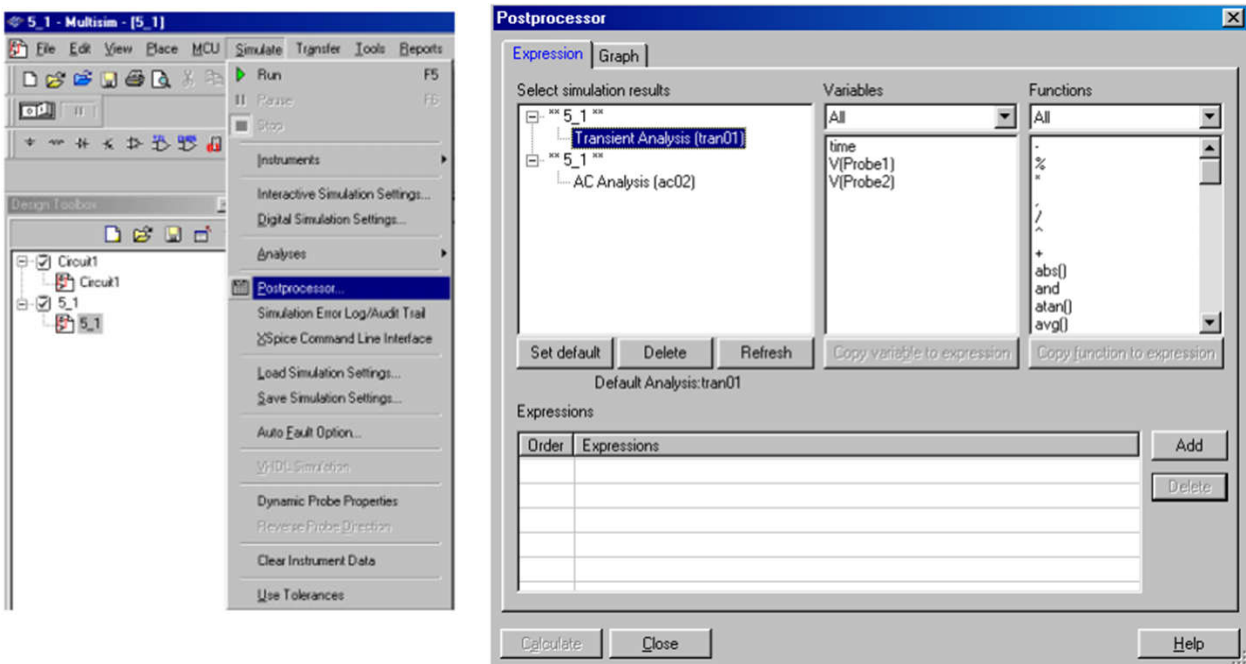 5_1 - Multisim - [5_1]
File Edit View Place MCU Simulate Transfer Tools Reports
Run F5
Pause F6
Stop
Instruments
Interactive Simulation Settings...
Digital Simulation Settings...
Analyses
Postprocessor...
Simulation Error Log/Audit Trail
XSpice Command Line Interface
Load Simulation Settings...
Save Simulation Settings...
Auto Fault Option...
VHDL Simulation
Dynamic Probe Properties
Reverse Probe Direction
Clear Instrument Data
Use Tolerances
Design Toolbox
Circuit1
Circuit1
5_1
5_1
Postprocessor
Expression Graph
Select simulation results
** 5_1 **
Transient Analysis (tran01)
** 5_1 **
AC Analysis (ac02)
Set default Delete Refresh
Default Analysis:tran01
Variables
All
time
V(Probe1)
V(Probe2)
Copy variable to expression
Functions
All
-
%
*
,
/
^
+
abs()
and
atan()
avg()
Copy function to expression
Expressions
Order Expressions
Add
Delete
Calculate Close Help